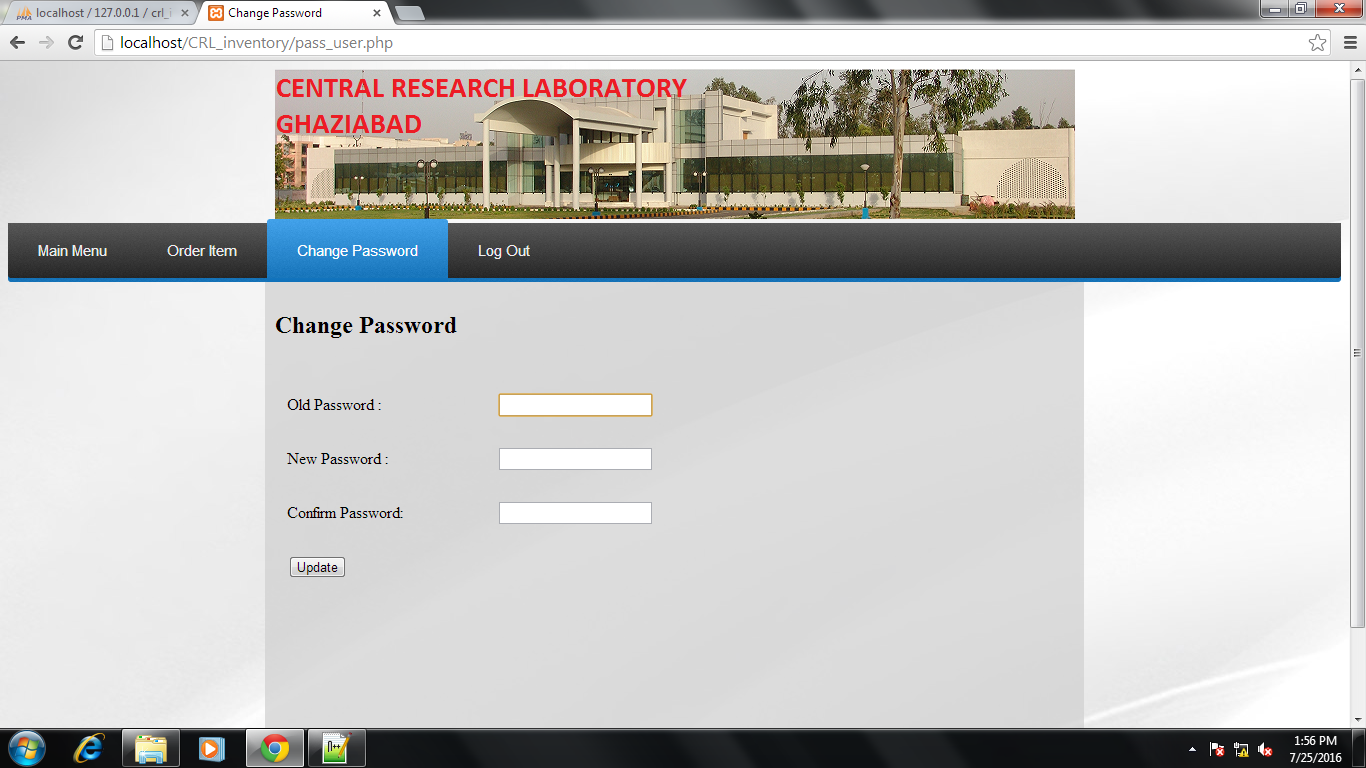 localhost / 127.0.0.1 / crl_i
Change Password
localhost/CRL_inventory/pass_user.php
CENTRAL RESEARCH LABORATORY
GHAZIABAD
Main Menu
Order Item
Change Password
Log Out
Change Password
Old Password :
New Password :
Confirm Password:
Update
1:56 PM
7/25/2016